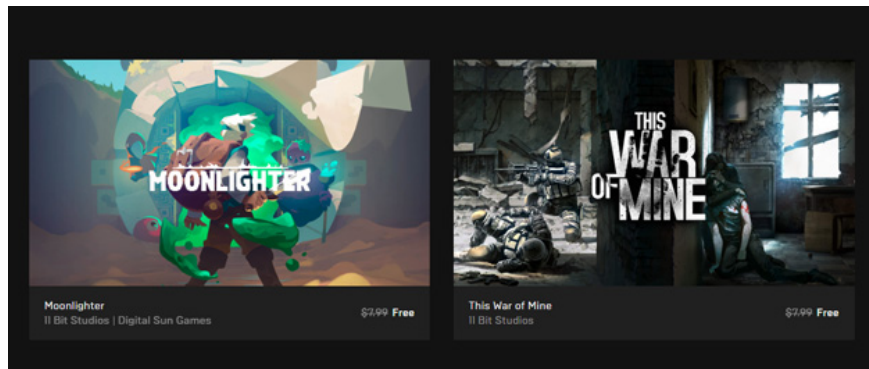 MOONLIGHTER
Moonlighter
11 Bit Studios | Digital Sun Games
$7.99 Free
THIS
WAR
OF MINE
This War of Mine
11 Bit Studios
$7.99 Free